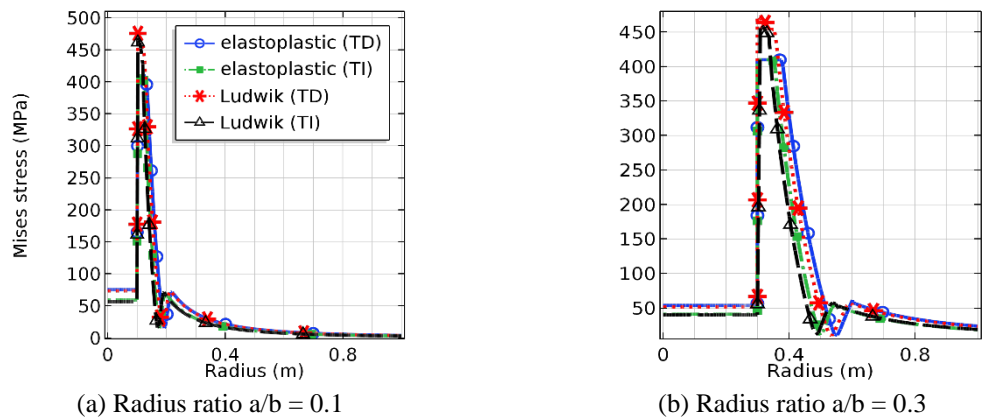 500
450
400
350
300
250
200
150
100
50
0
Mises stress (MPa)
elastoplastic (TD)
elastoplastic (TI)
Ludwik (TD)
Ludwik (TI)
0 0.4 0.8
Radius (m)
(a) Radius ratio a/b = 0.1
450
400
350
300
250
200
150
100
50
0 0.4 0.8
Radius (m)
(b) Radius ratio a/b = 0.3